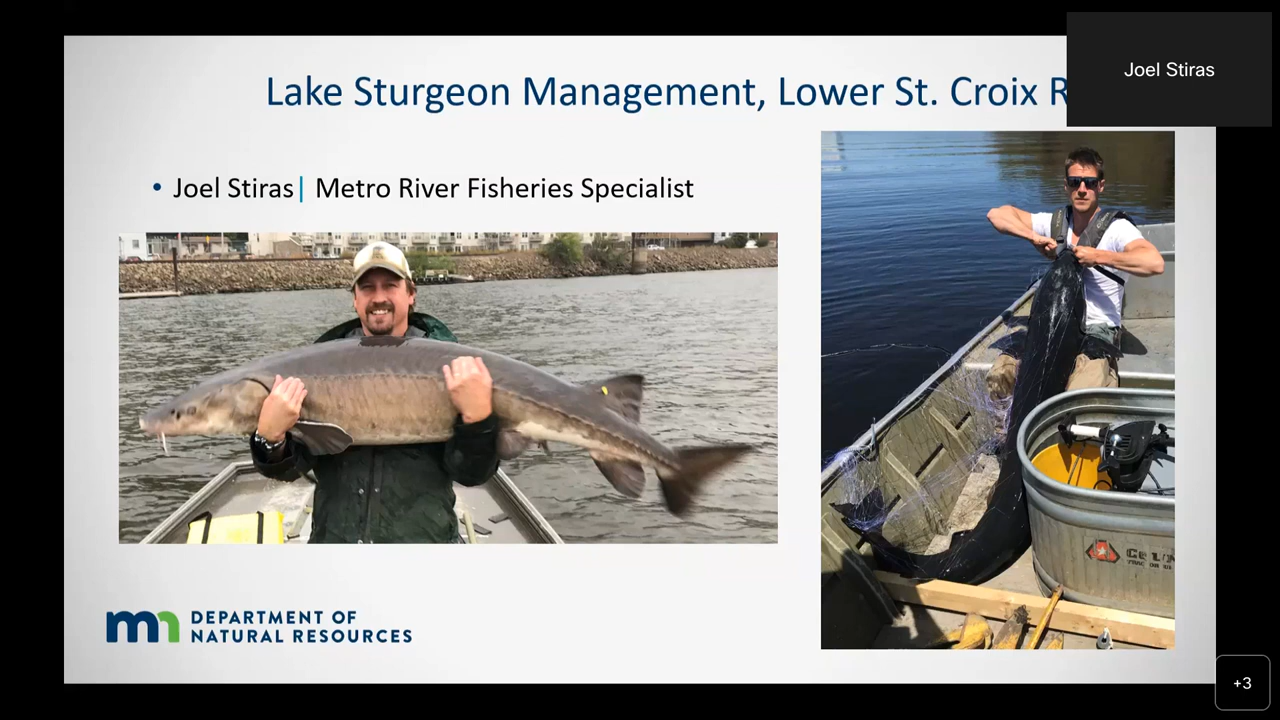 Joel Stiras
Lake Sturgeon Management, Lower St. Croix R
• Joel Stiras| Metro River Fisheries Specialist
mn DEPARTMENT OF
NATURAL RESOURCES
+3